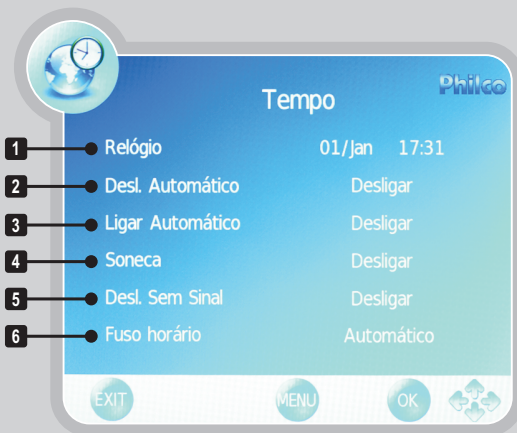 Philco
Tempo
1 Relógio 01/Jan 17:31
2 Desl. Automático Desligar
3 Ligar Automático Desligar
4 Soneca Desligar
5 Desl. Sem Sinal Desligar
6 Fuso horário Automático
EXIT MENU OK